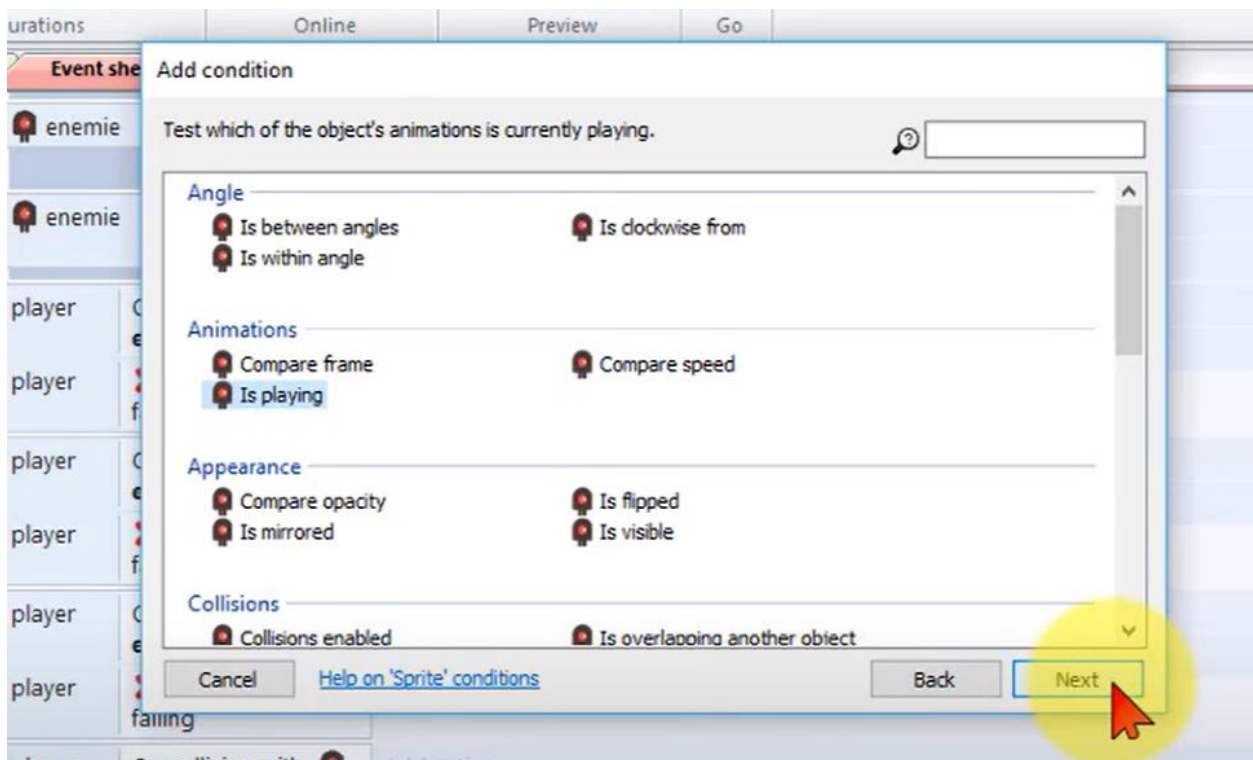 urations Online Preview Go
Event she
Add condition
enemie
Test which of the object's animations is currently playing.
Angle
enemie
Is between angles Is clockwise from
Is within angle
player
Animations
Compare frame Compare speed
player
Is playing
player
Appearance
Compare opacity Is flipped
player
Is mirrored Is visible
Collisions
player
Collisions enabled Is overlapping another object
Cancel Help on 'Sprite' conditions Back Next
player
falling